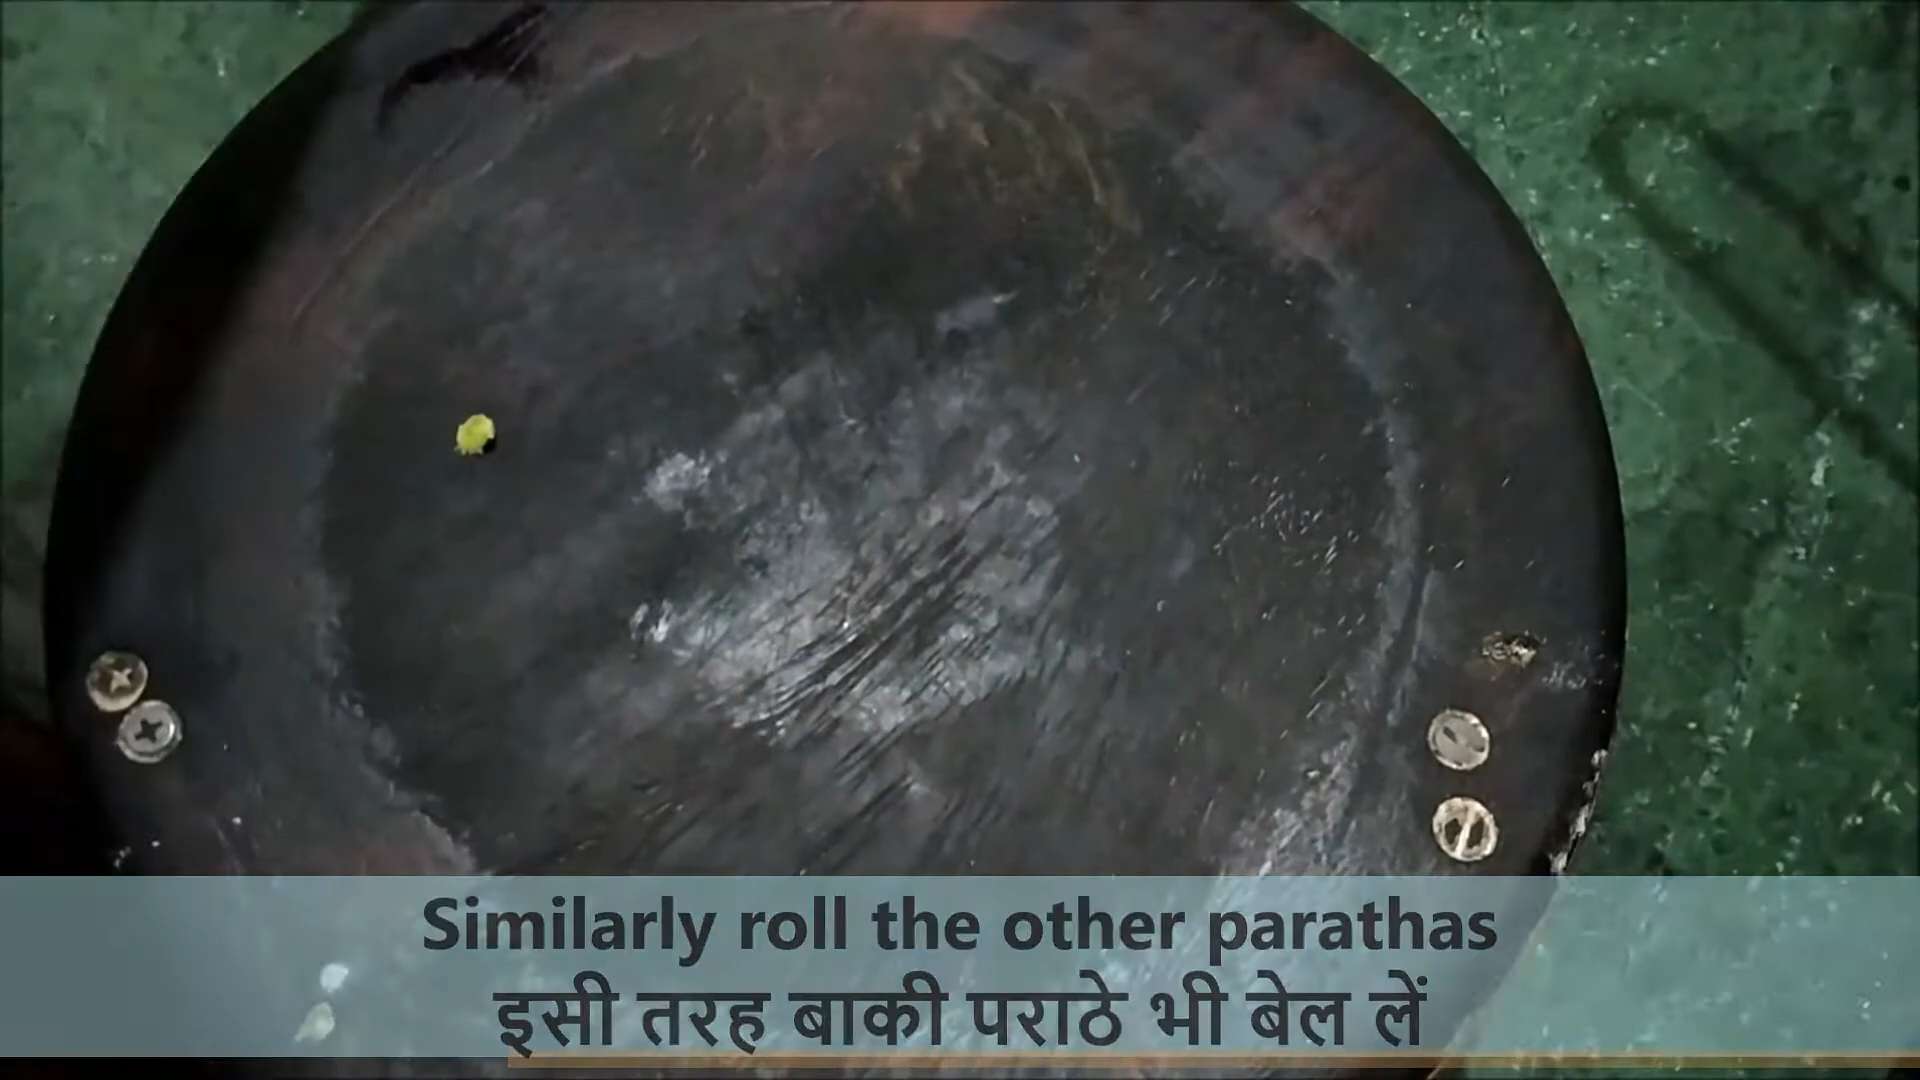 Similarly roll the other parathas
इसी तरह बाकी पराठे भी बेल लें